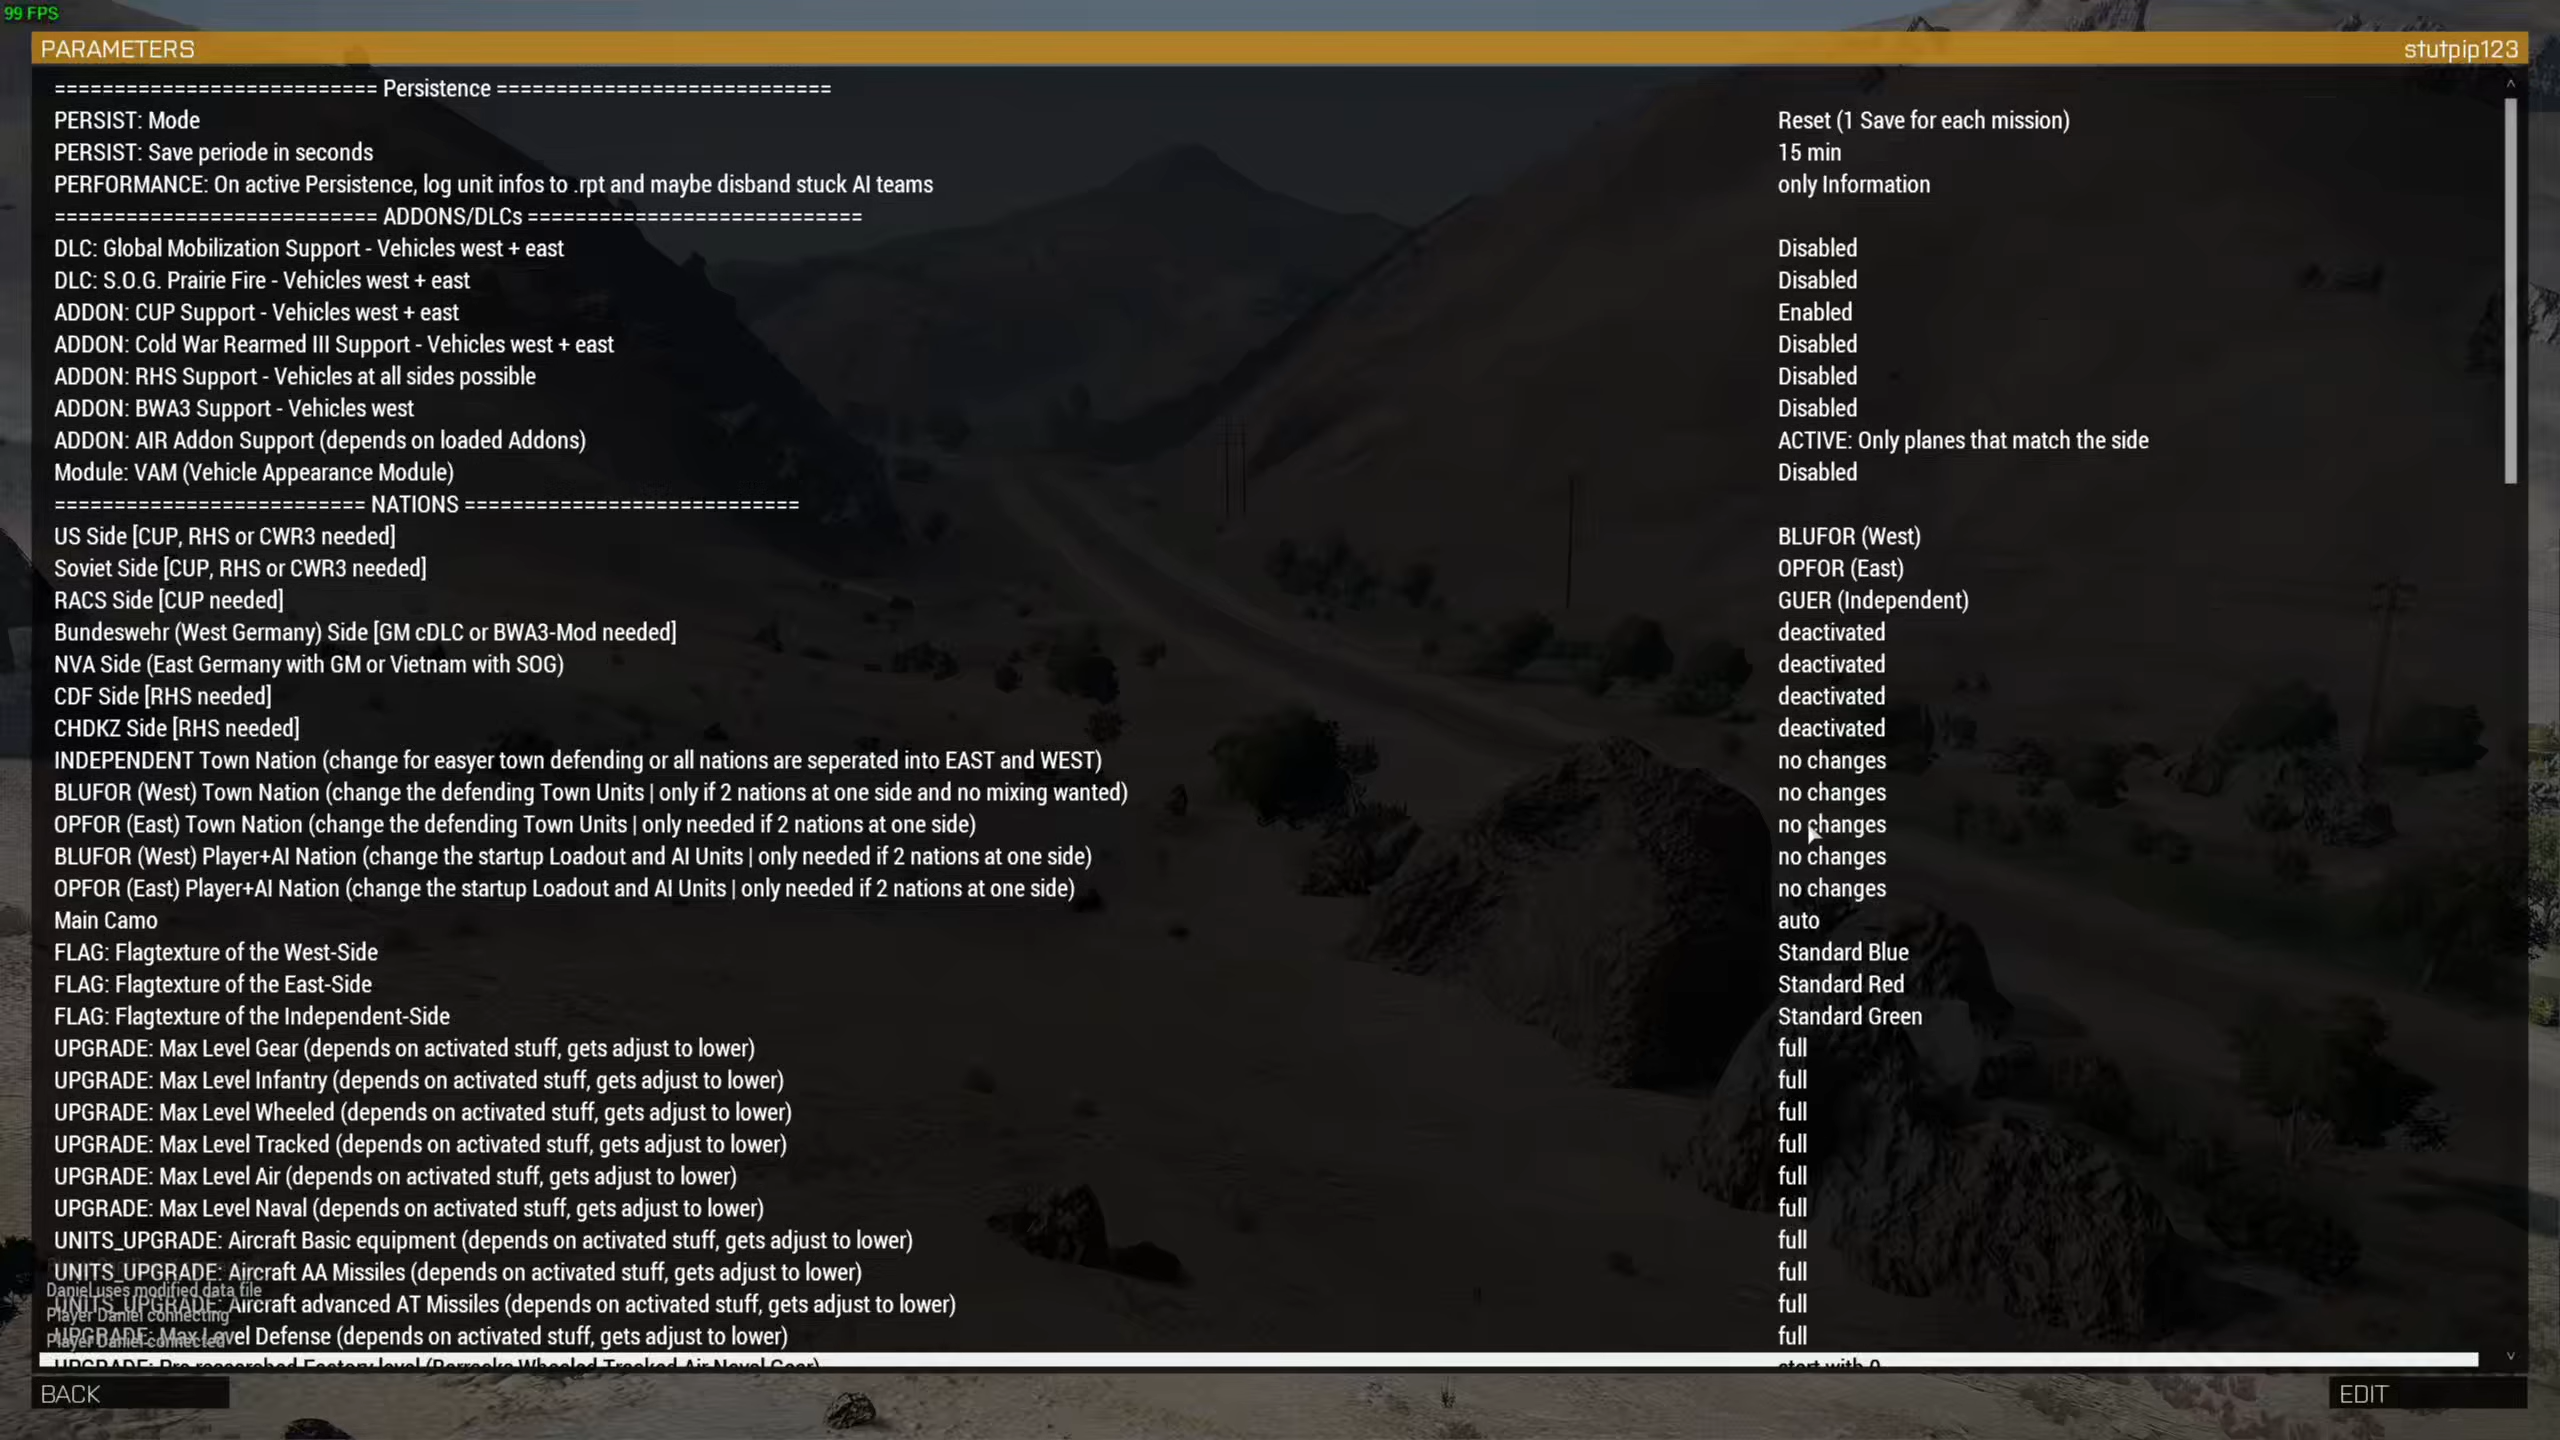 99 FPS
PARAMETERS stutpip123
=========================== Persistence ============================
PERSIST: Mode Reset (1 Save for each mission)
PERSIST: Save periode in seconds 15 min
PERFORMANCE: On active Persistence, log unit infos to .rpt and maybe disband stuck AI teams only Information
=========================== ADDONS/DLCs ============================
DLC: Global Mobilization Support - Vehicles west + east Disabled
DLC: S.O.G. Prairie Fire - Vehicles west + east Disabled
ADDON: CUP Support - Vehicles west + east Enabled
ADDON: Cold War Rearmed III Support - Vehicles west + east Disabled
ADDON: RHS Support - Vehicles at all sides possible Disabled
ADDON: BWA3 Support - Vehicles west Disabled
ADDON: AIR Addon Support (depends on loaded Addons) ACTIVE: Only planes that match the side
Module: VAM (Vehicle Appearance Module) Disabled
========================== NATIONS ============================
US Side [CUP, RHS or CWR3 needed] BLUFOR (West)
Soviet Side [CUP, RHS or CWR3 needed] OPFOR (East)
RACS Side [CUP needed] GUER (Independent)
Bundeswehr (West Germany) Side [GM cDLC or BWA3-Mod needed] deactivated
NVA Side (East Germany with GM or Vietnam with SOG) deactivated
CDF Side [RHS needed] deactivated
CHDKZ Side [RHS needed] deactivated
INDEPENDENT Town Nation (change for easyer town defending or all nations are seperated into EAST and WEST) no changes
BLUFOR (West) Town Nation (change the defending Town Units | only if 2 nations at one side and no mixing wanted) no changes
OPFOR (East) Town Nation (change the defending Town Units | only needed if 2 nations at one side) no changes
BLUFOR (West) Player+AI Nation (change the startup Loadout and AI Units | only needed if 2 nations at one side) no changes
OPFOR (East) Player+AI Nation (change the startup Loadout and AI Units | only needed if 2 nations at one side) no changes
Main Camo auto
FLAG: Flagtexture of the West-Side Standard Blue
FLAG: Flagtexture of the East-Side Standard Red
FLAG: Flagtexture of the Independent-Side Standard Green
UPGRADE: Max Level Gear (depends on activated stuff, gets adjust to lower) full
UPGRADE: Max Level Infantry (depends on activated stuff, gets adjust to lower) full
UPGRADE: Max Level Wheeled (depends on activated stuff, gets adjust to lower) full
UPGRADE: Max Level Tracked (depends on activated stuff, gets adjust to lower) full
UPGRADE: Max Level Air (depends on activated stuff, gets adjust to lower) full
UPGRADE: Max Level Naval (depends on activated stuff, gets adjust to lower) full
UNITS_UPGRADE: Aircraft Basic equipment (depends on activated stuff, gets adjust to lower) full
UNITS_UPGRADE: Aircraft AA Missiles (depends on activated stuff, gets adjust to lower) full
Daniel uses modified data file
UNITS_UPGRADE: Aircraft advanced AT Missiles (depends on activated stuff, gets adjust to lower) full
Player Daniel connecting
UPGRADE: Max Level Defense (depends on activated stuff, gets adjust to lower) full
Player Daniel connected
UPGRADE: Pre researched Factory level (Barracks Wheeled Tracked Air Naval Gear) start with 0
BACK EDIT